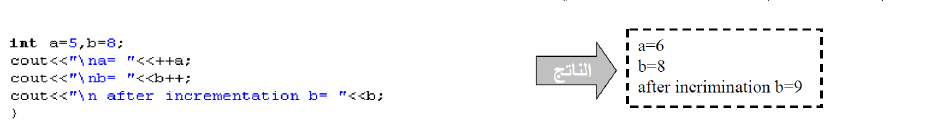 int a=5,b=8;
cout<<"\na= "<<++a;
cout<<"\nb= "<<b++;
cout<<"\n after incrementation b= "<<b;
}
الناتج
a=6
b=8
after incrimination b=9